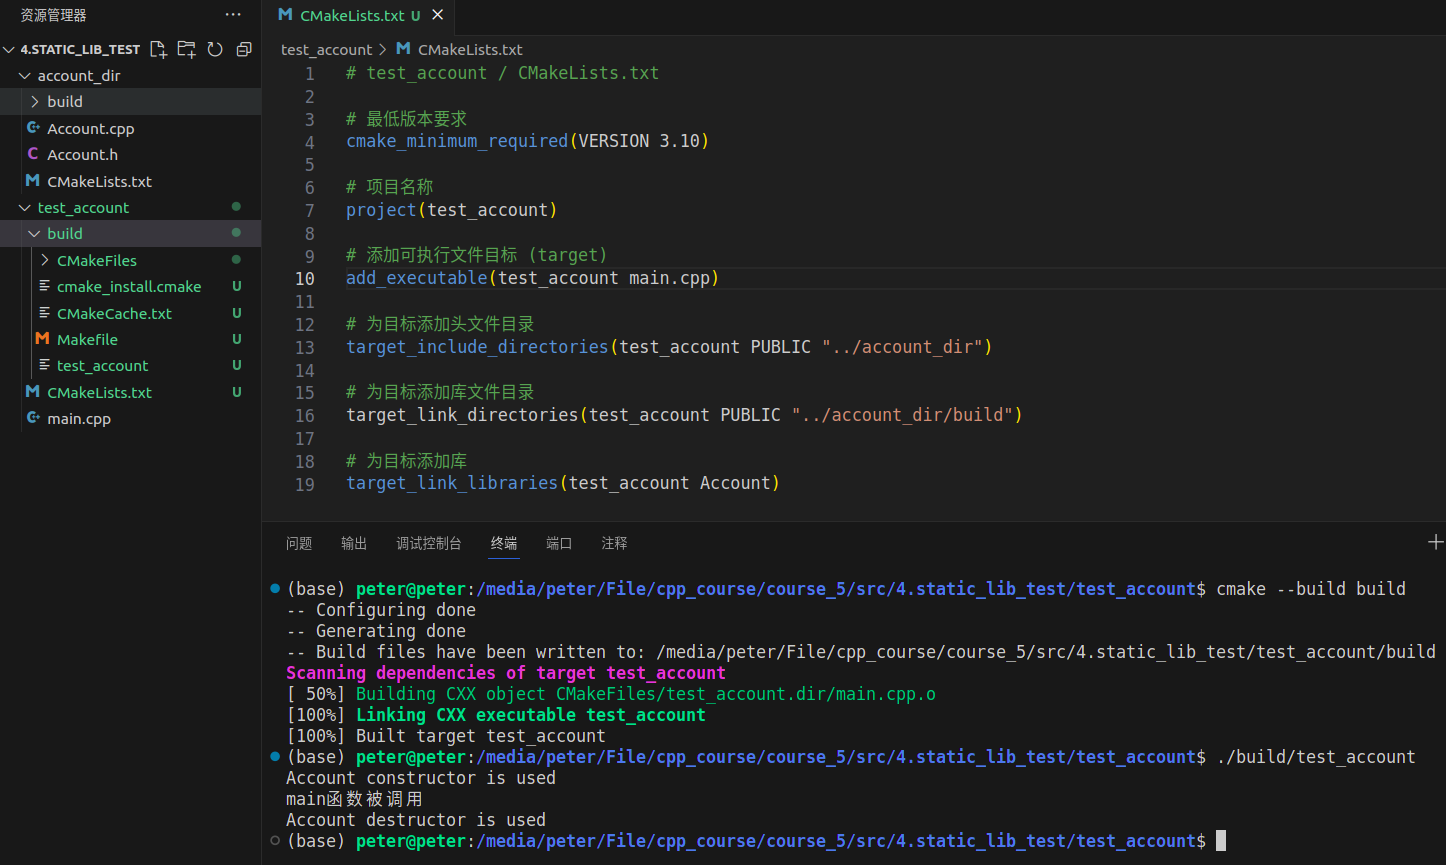 资源管理器 ···
4.STATIC_LIB_TEST
account_dir
build
Account.cpp
C Account.h
M CMakeLists.txt
test_account
build
CMakeFiles
cmake_install.cmake U
CMakeCache.txt U
M Makefile U
test_account U
M CMakeLists.txt U
main.cpp
M CMakeLists.txt U
test_account > M CMakeLists.txt
1 # test_account / CMakeLists.txt
2
3 # 最低版本要求
4 cmake_minimum_required(VERSION 3.10)
5
6 # 项目名称
7 project(test_account)
8
9 # 添加可执行文件目标 (target)
10 add_executable(test_account main.cpp)
11
12 # 为目标添加头文件目录
13 target_include_directories(test_account PUBLIC "../account_dir")
14
15 # 为目标添加库文件目录
16 target_link_directories(test_account PUBLIC "../account_dir/build")
17
18 # 为目标添加库
19 target_link_libraries(test_account Account)
问题 输出 调试控制台 终端 端口 注释
(base) peter@peter:/media/peter/File/cpp_course/course_5/src/4.static_lib_test/test_account$ cmake --build build
-- Configuring done
-- Generating done
-- Build files have been written to: /media/peter/File/cpp_course/course_5/src/4.static_lib_test/test_account/build
Scanning dependencies of target test_account
[ 50%] Building CXX object CMakeFiles/test_account.dir/main.cpp.o
[100%] Linking CXX executable test_account
[100%] Built target test_account
(base) peter@peter:/media/peter/File/cpp_course/course_5/src/4.static_lib_test/test_account$ ./build/test_account
Account constructor is used
main函数被调用
Account destructor is used
(base) peter@peter:/media/peter/File/cpp_course/course_5/src/4.static_lib_test/test_account$